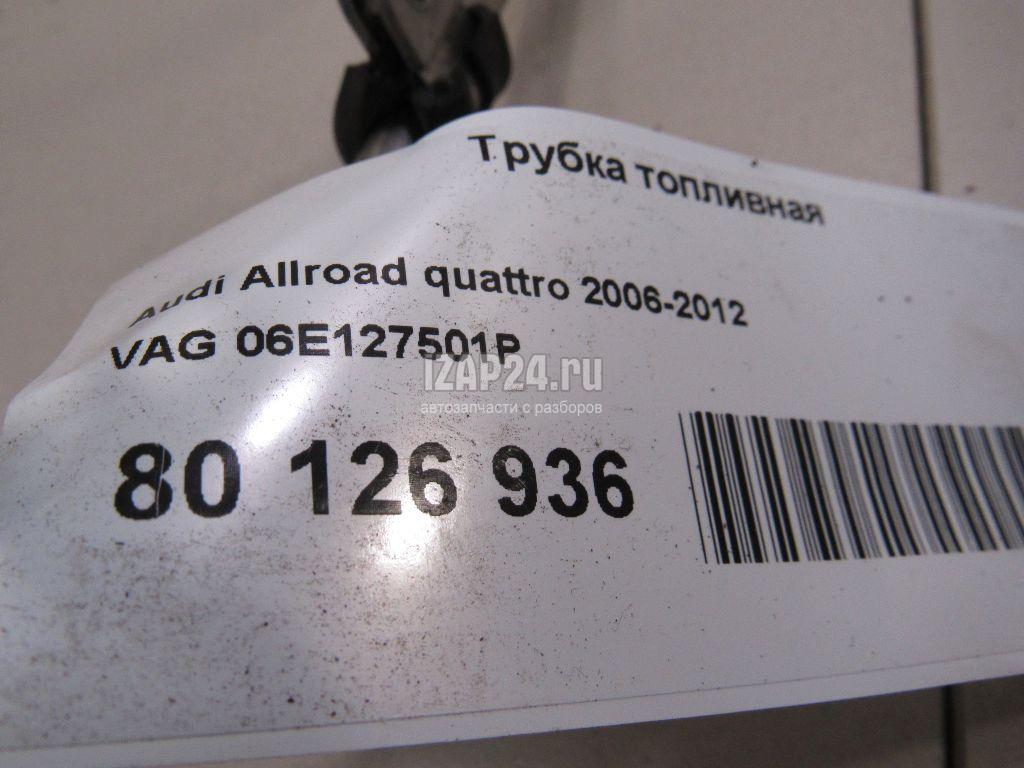 Трубка топливная
Audi Allroad quattro 2006-2012
VAG 06E127501P
IZAP24.ru
автозапчасти с разборов
80 126 936